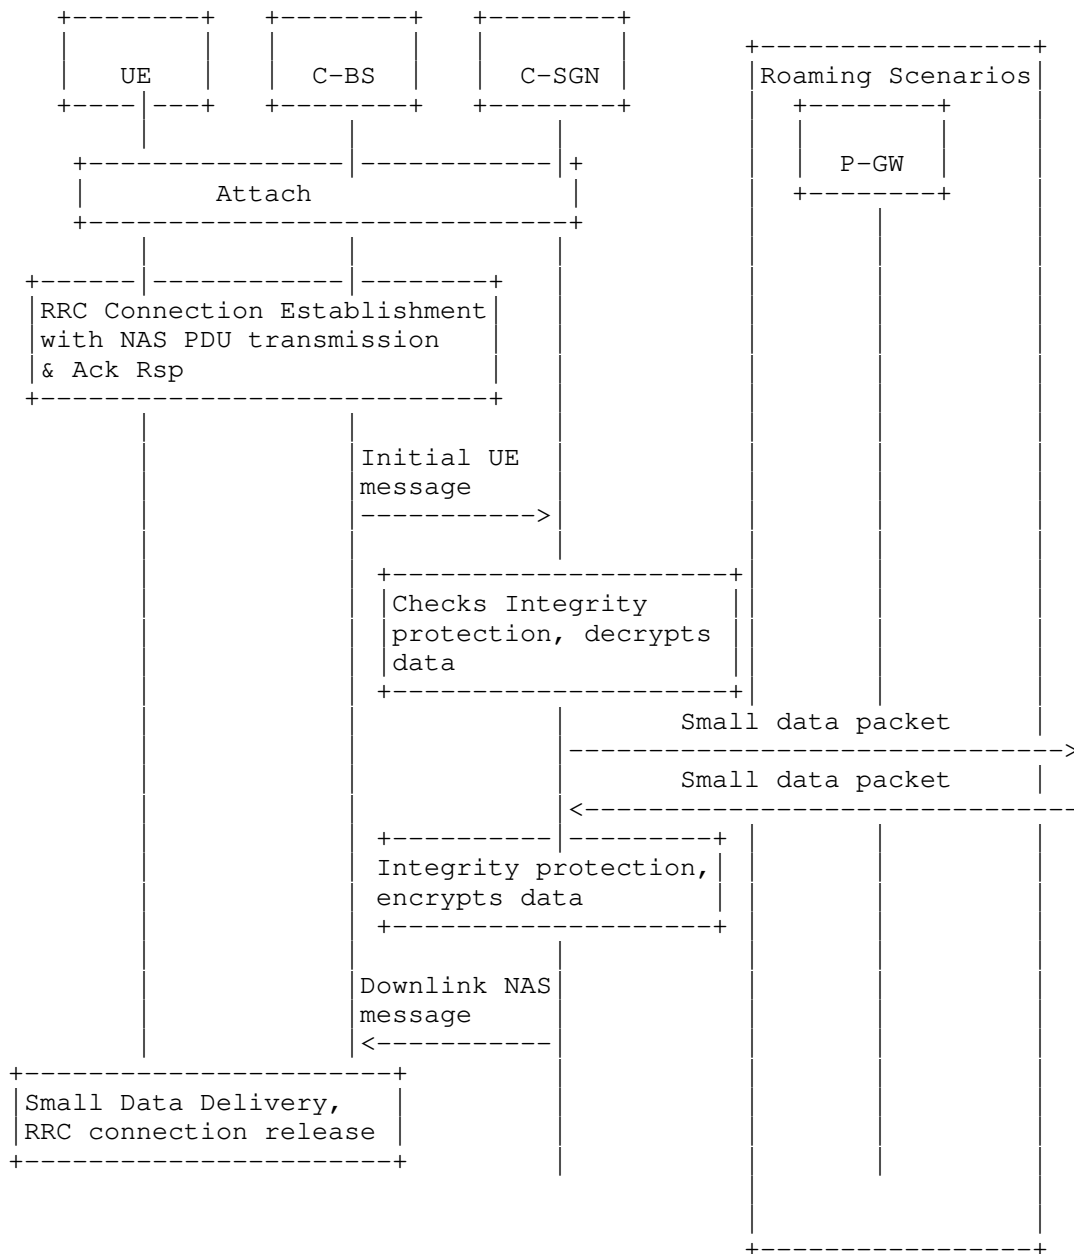 UE
C-BS
C-SGN
Roaming Scenarios
P-GW
Attach
RRC Connection Establishment
with NAS PDU transmission
& Ack Rsp
Initial UE
message
Checks Integrity
protection, decrypts
data
Small data packet
Small data packet
Integrity protection,
encrypts data
Downlink NAS
message
Small Data Delivery,
RRC connection release